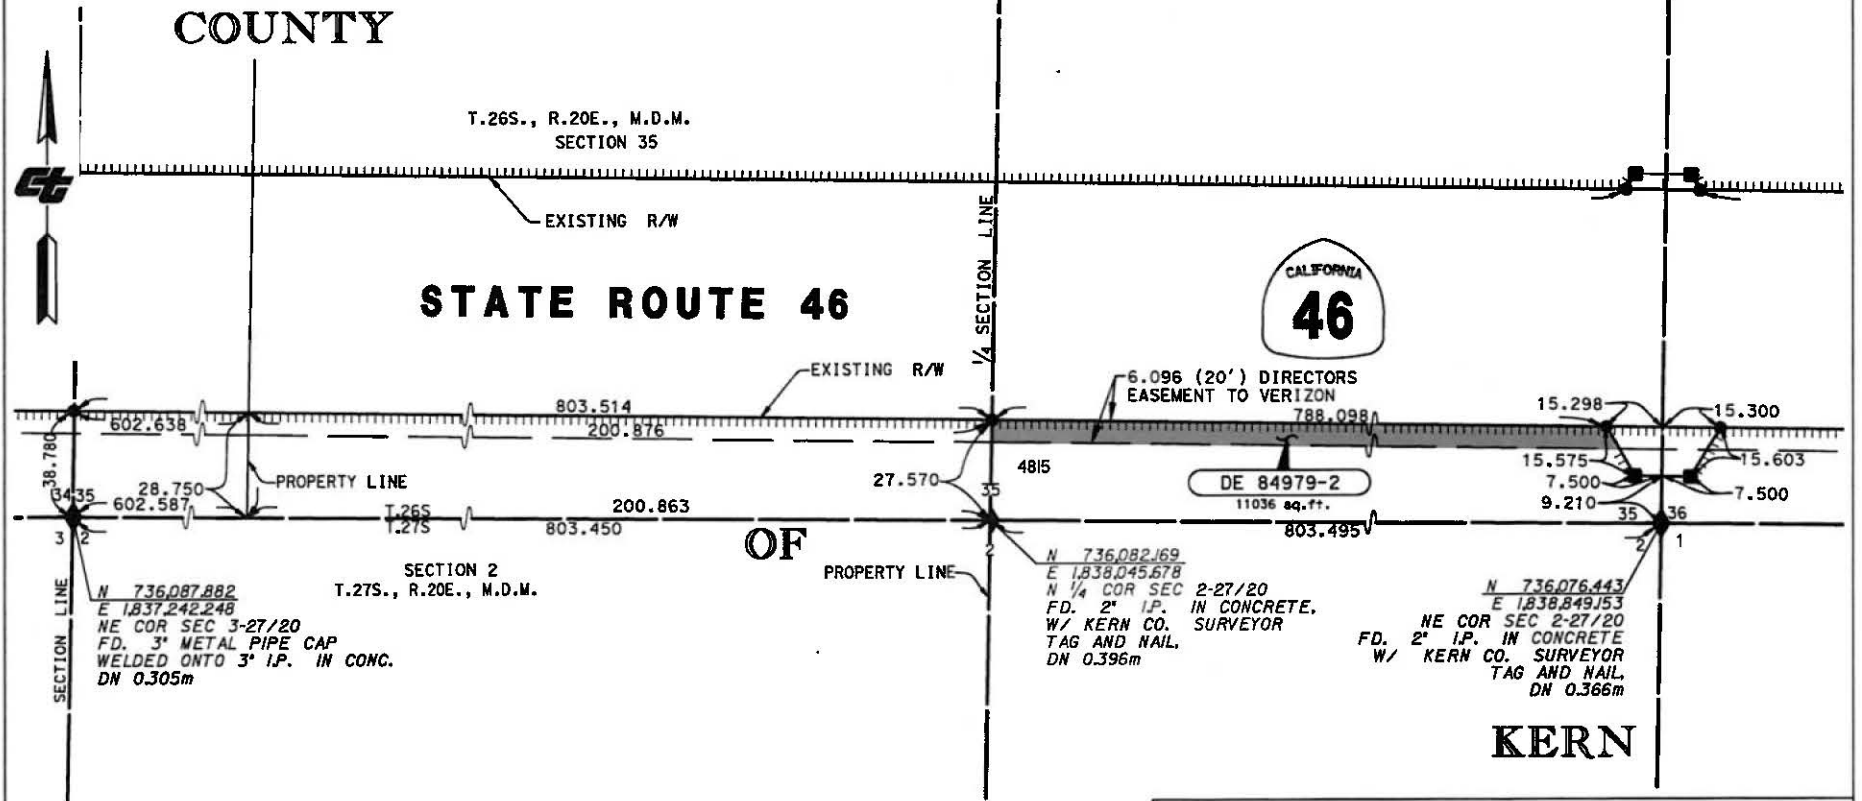 COUNTY
T.26S., R.20E., M.D.M.
SECTION 35
Ct
EXISTING R/W
1/4 SECTION LINE
STATE ROUTE 46
CALIFORNIA
46
EXISTING R/W
6.096 (20') DIRECTORS
EASEMENT TO VERIZON
803.514
788.098
15.298
15.300
602.638
200.876
38.780
PROPERTY LINE
27.570
4815
15.575
15.603
28.750
DE 84979-2
7.500
7.500
11036 sq.ft.
9.210
3435
602.587
T.26S
T.27S
200.863
803.450
35
803.495
35 36
3 2
OF
2
2 1
SECTION 2
T.27S., R.20E., M.D.M.
PROPERTY LINE
SECTION LINE
N 736,087.882
E 1,837,242.248
NE COR SEC 3-27/20
FD. 3" METAL PIPE CAP
WELDED ONTO 3" I.P. IN CONC.
DN 0.305m
N 736,082.169
E 1,838,045.678
N 1/4 COR SEC 2-27/20
FD. 2" I.P. IN CONCRETE,
W/ KERN CO. SURVEYOR
TAG AND NAIL,
DN 0.396m
N 736,076.443
E 1,838,849.153
NE COR SEC 2-27/20
FD. 2" I.P. IN CONCRETE
W/ KERN CO. SURVEYOR
TAG AND NAIL,
DN 0.366m
KERN